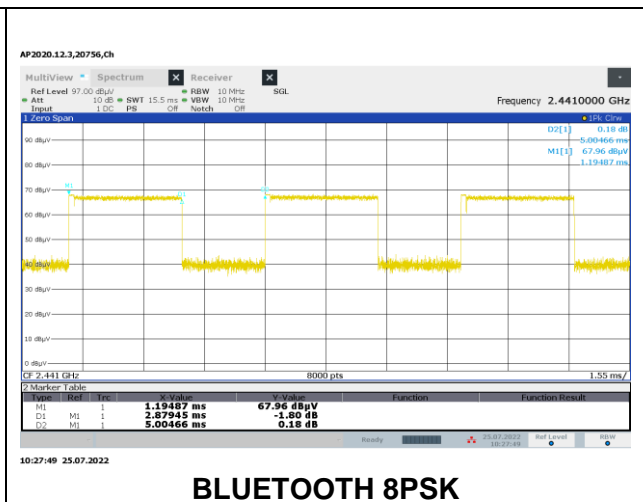 AP2020.12.3,20756,Ch
MultiView Spectrum X Receiver X
Ref Level 97.00 dBµV RBW 10 MHz SGL
Att 10 dB SWT 15.5 ms VBW 10 MHz Frequency 2.4410000 GHz
Input 1 DC PS Off Notch Off
1 Zero Span 1Pk Clrw
D2[1] 0.18 dB
5.00466 ms
M1[1] 67.96 dBµV
1.19487 ms
90 dBµV
80 dBµV
70 dBµV
M1 D1
60 dBµV
50 dBµV
40 dBµV
30 dBµV
20 dBµV
10 dBµV
0 dBµV
CF 2.441 GHz 8000 pts 1.55 ms/
2 Marker Table
Type Ref Trc X-Value Y-Value Function Function Result
M1 1 1.19487 ms 67.96 dBµV
D1 M1 1 2.87945 ms -1.80 dB
D2 M1 1 5.00466 ms 0.18 dB
Ready 25.07.2022 Ref Level RBW
10:27:49
10:27:49 25.07.2022
BLUETOOTH 8PSK